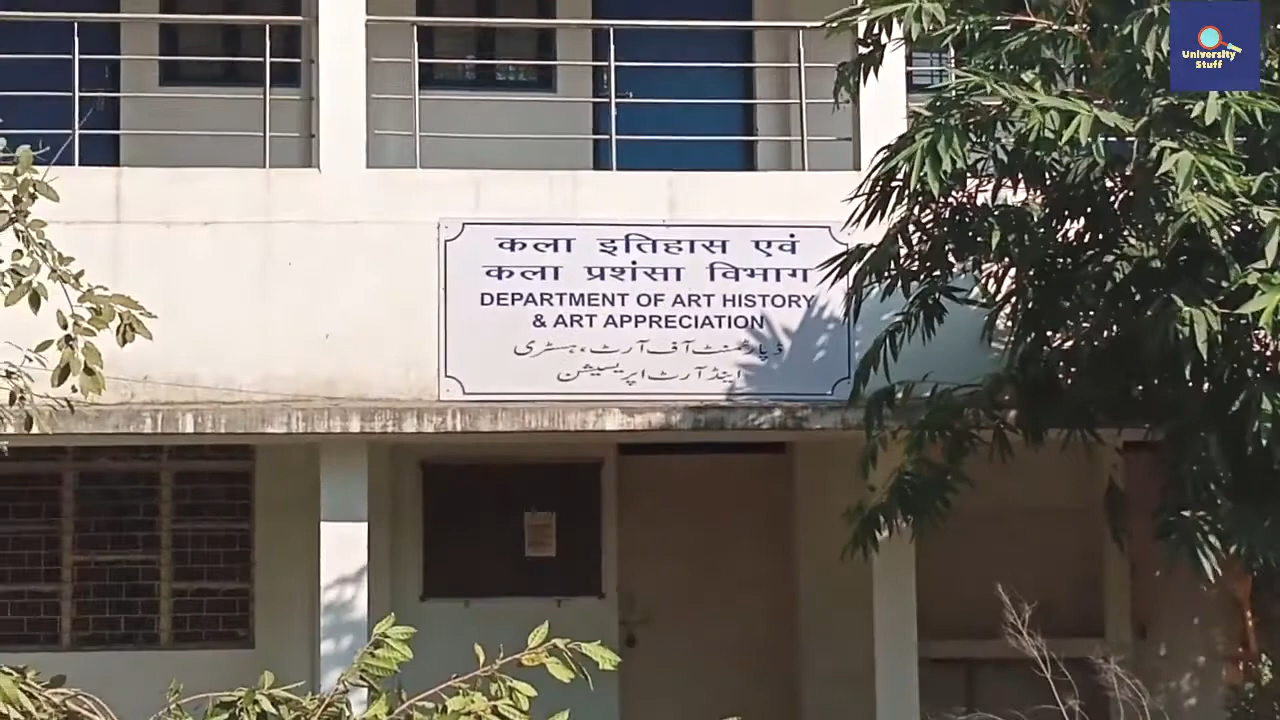 University
Stuff
कला इतिहास एवं
कला प्रशंसा विभाग
DEPARTMENT OF ART HISTORY
& ART APPRECIATION
ڈپارٹمنٹ آف آرٹ، ہسٹری
اینڈ آرٹ اپریسیشن